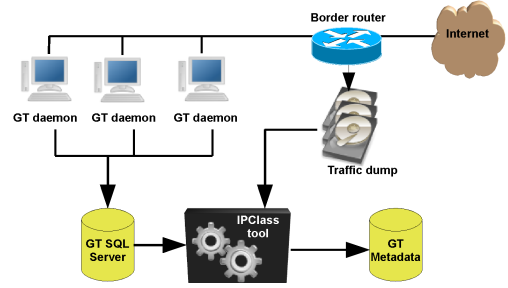 Border router
Internet
GT daemon
GT daemon
GT daemon
Traffic dump
GT SQL
Server
IPClass
tool
GT
Metadata